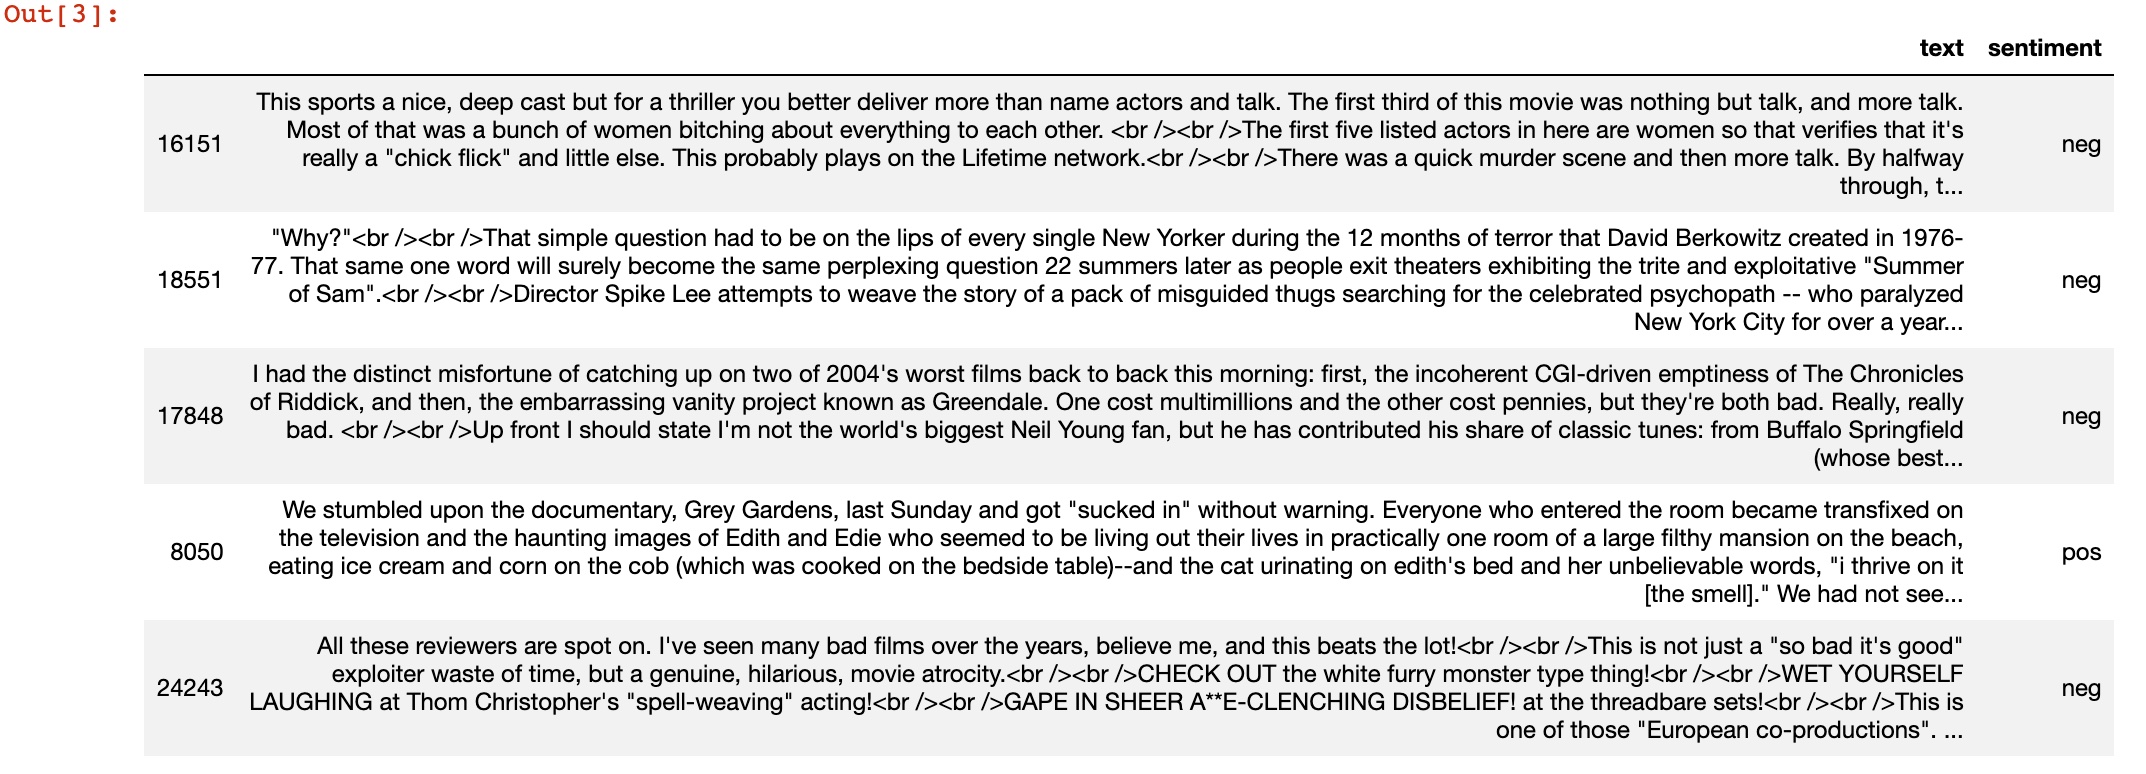 Out[3]:
text sentiment
This sports a nice, deep cast but for a thriller you better deliver more than name actors and talk. The first third of this movie was nothing but talk, and more talk.
Most of that was a bunch of women bitching about everything to each other. <br /><br />The first five listed actors in here are women so that verifies that it's
16151 neg
really a "chick flick" and little else. This probably plays on the Lifetime network.<br /><br />There was a quick murder scene and then more talk. By halfway
through, t...
"Why?"<br /><br />That simple question had to be on the lips of every single New Yorker during the 12 months of terror that David Berkowitz created in 1976-
77. That same one word will surely become the same perplexing question 22 summers later as people exit theaters exhibiting the trite and exploitative "Summer
18551 neg
of Sam".<br /><br />Director Spike Lee attempts to weave the story of a pack of misguided thugs searching for the celebrated psychopath -- who paralyzed
New York City for over a year...
I had the distinct misfortune of catching up on two of 2004's worst films back to back this morning: first, the incoherent CGI-driven emptiness of The Chronicles
of Riddick, and then, the embarrassing vanity project known as Greendale. One cost multimillions and the other cost pennies, but they're both bad. Really, really
17848 neg
bad. <br /><br />Up front I should state I'm not the world's biggest Neil Young fan, but he has contributed his share of classic tunes: from Buffalo Springfield
(whose best...
We stumbled upon the documentary, Grey Gardens, last Sunday and got "sucked in" without warning. Everyone who entered the room became transfixed on
the television and the haunting images of Edith and Edie who seemed to be living out their lives in practically one room of a large filthy mansion on the beach,
8050 pos
eating ice cream and corn on the cob (which was cooked on the bedside table)--and the cat urinating on edith's bed and her unbelievable words, "i thrive on it
[the smell]." We had not see...
All these reviewers are spot on. I've seen many bad films over the years, believe me, and this beats the lot!<br /><br />This is not just a "so bad it's good"
exploiter waste of time, but a genuine, hilarious, movie atrocity.<br /><br />CHECK OUT the white furry monster type thing!<br /><br />WET YOURSELF
24243 neg
LAUGHING at Thom Christopher's "spell-weaving" acting!<br /><br />GAPE IN SHEER A**E-CLENCHING DISBELIEF! at the threadbare sets!<br /><br />This is
one of those "European co-productions". ...